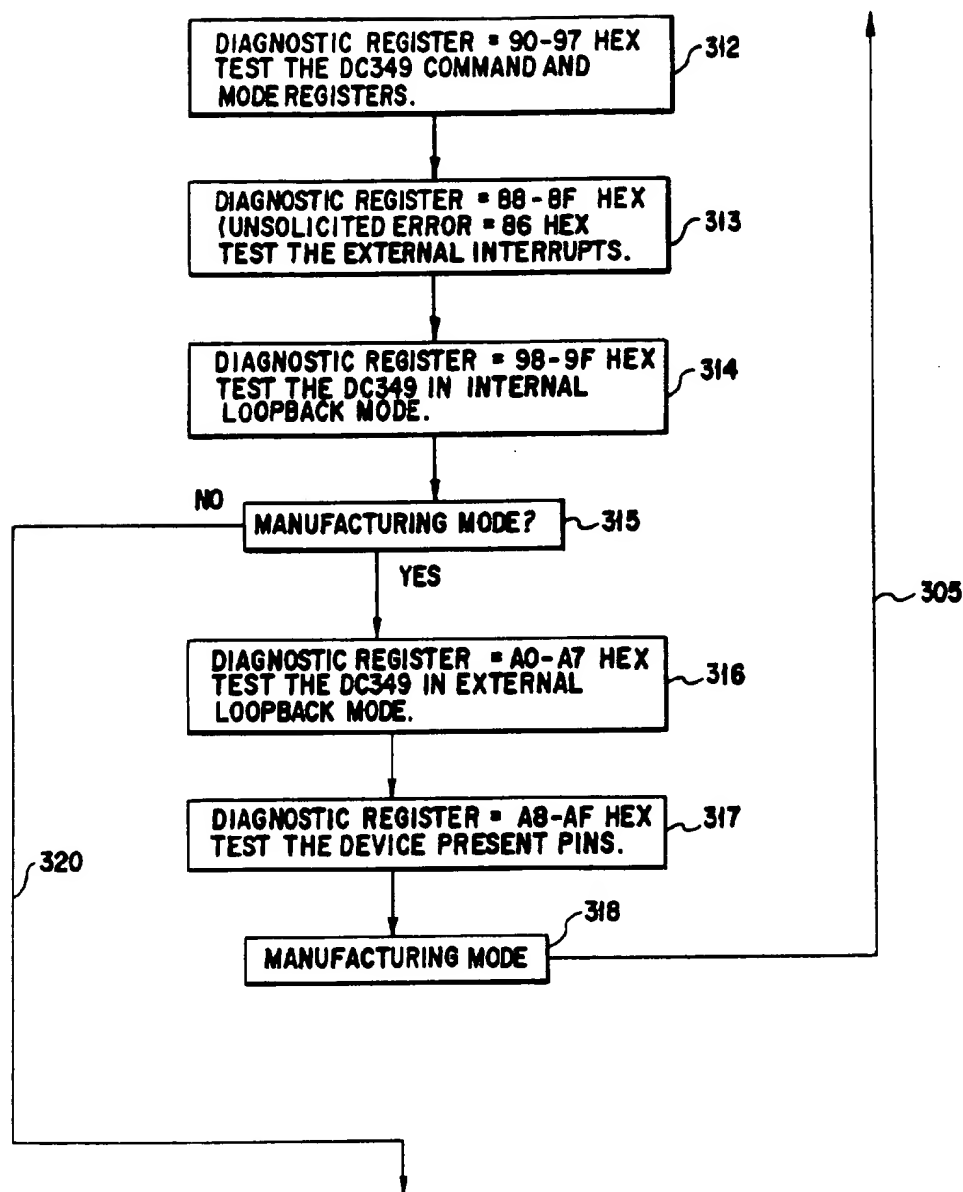 DIAGNOSTIC REGISTER = 90-97 HEX
TEST THE DC349 COMMAND AND
MODE REGISTERS.
312
DIAGNOSTIC REGISTER = 88-8F HEX
(UNSOLICITED ERROR = 86 HEX
TEST THE EXTERNAL INTERRUPTS.
313
DIAGNOSTIC REGISTER = 98-9F HEX
TEST THE DC349 IN INTERNAL
LOOPBACK MODE.
314
NO
MANUFACTURING MODE?
315
YES
305
DIAGNOSTIC REGISTER = A0-A7 HEX
TEST THE DC349 IN EXTERNAL
LOOPBACK MODE.
316
DIAGNOSTIC REGISTER = A8-AF HEX
TEST THE DEVICE PRESENT PINS.
317
320
318
MANUFACTURING MODE